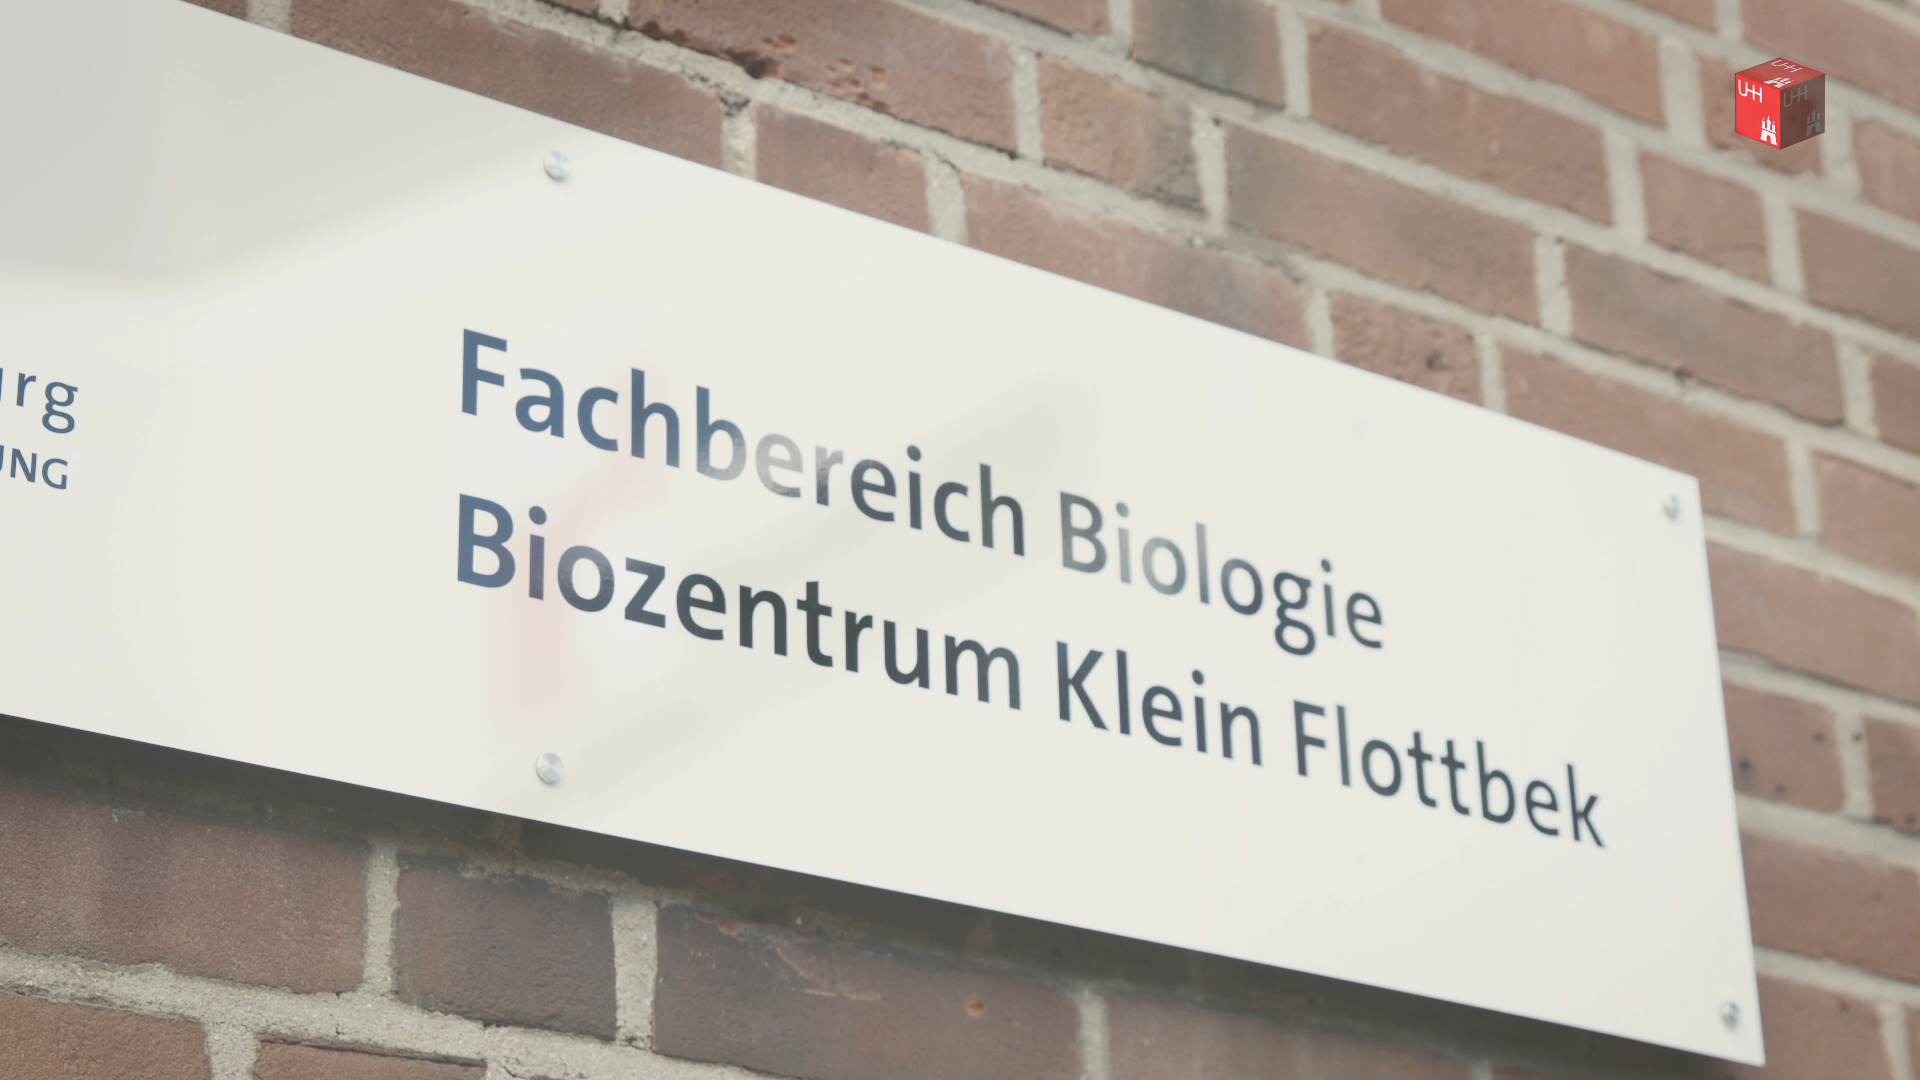 Fachbereich Biologie
Biozentrum Klein Flottbek
rg
UNG
UHH
UHH
UHH